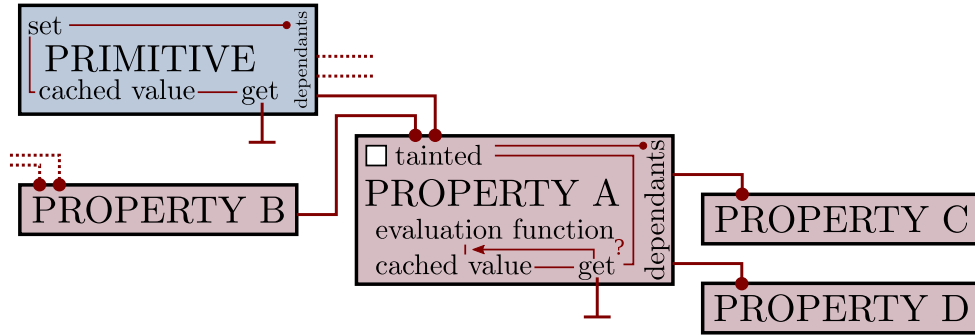 set
PRIMITIVE
cached value
get
dependants
PROPERTY B
tainted
PROPERTY A
evaluation function
?
cached value
get
dependants
PROPERTY C
PROPERTY D